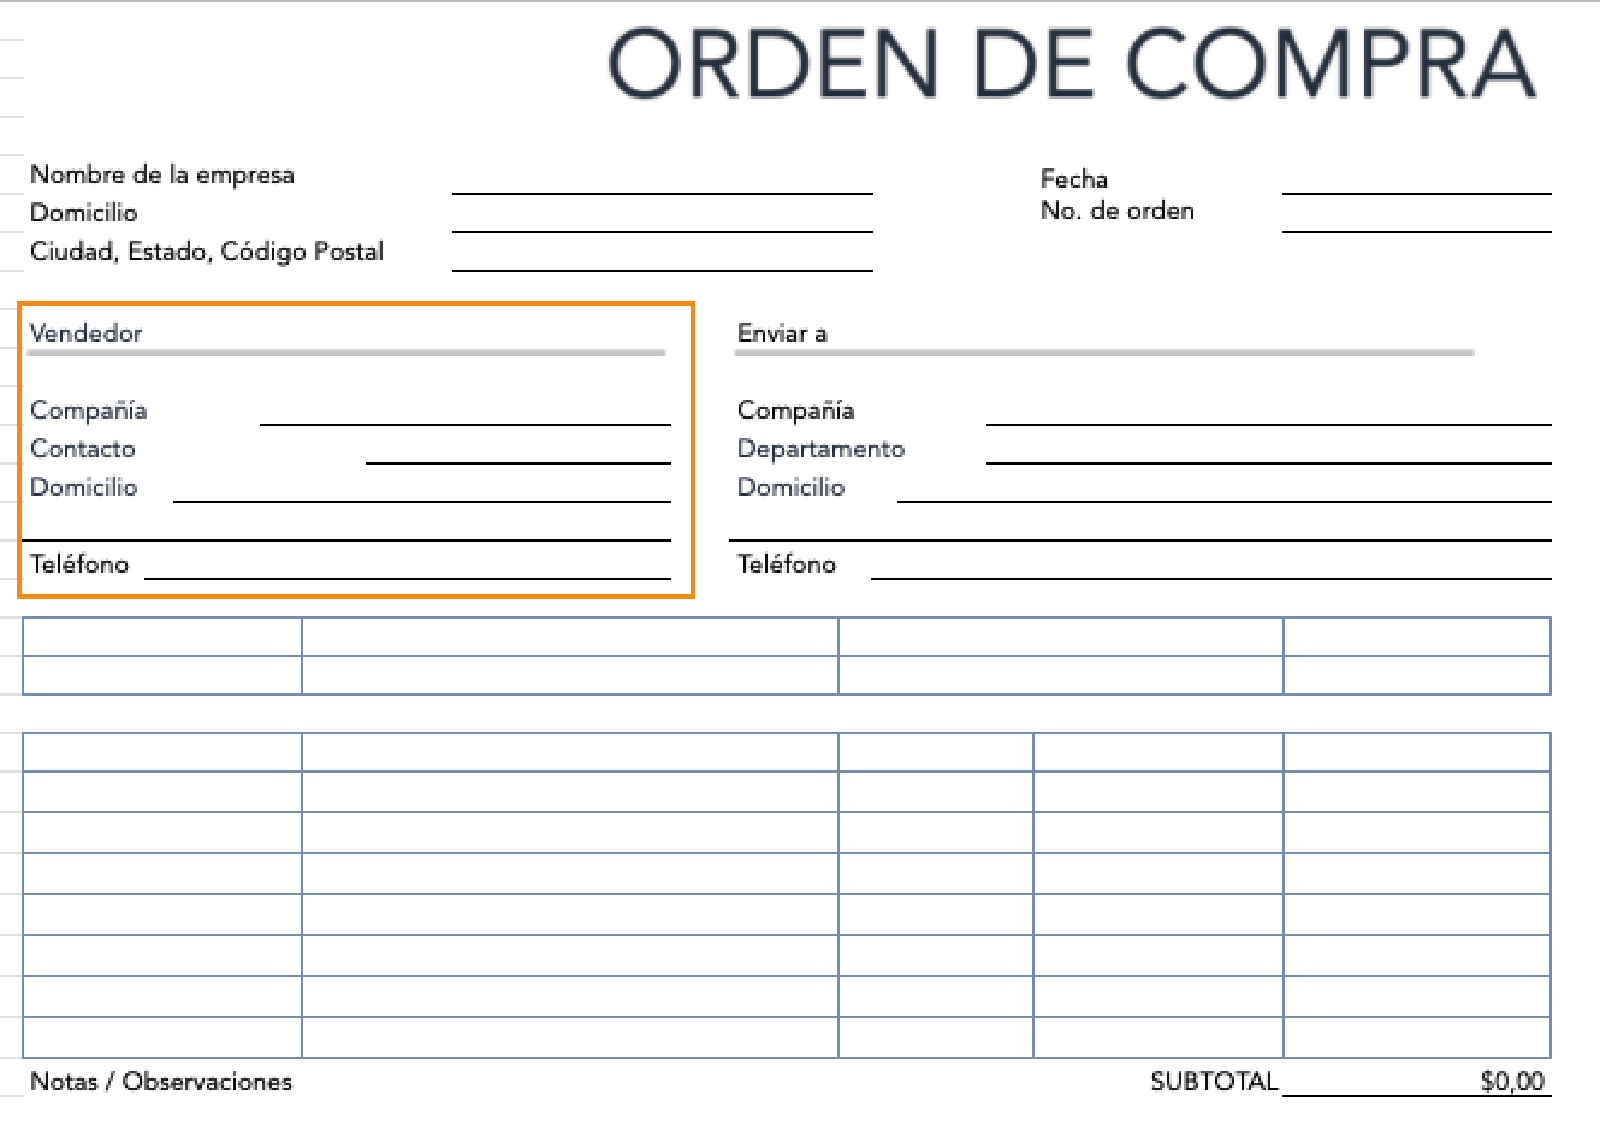 ORDEN DE COMPRA
Nombre de la empresa
Domicilio
Ciudad, Estado, Código Postal
Fecha
No. de orden
Vendedor
Compañía
Contacto
Domicilio
Teléfono
Enviar a
Compañía
Departamento
Domicilio
Teléfono
Notas / Observaciones
SUBTOTAL $0,00